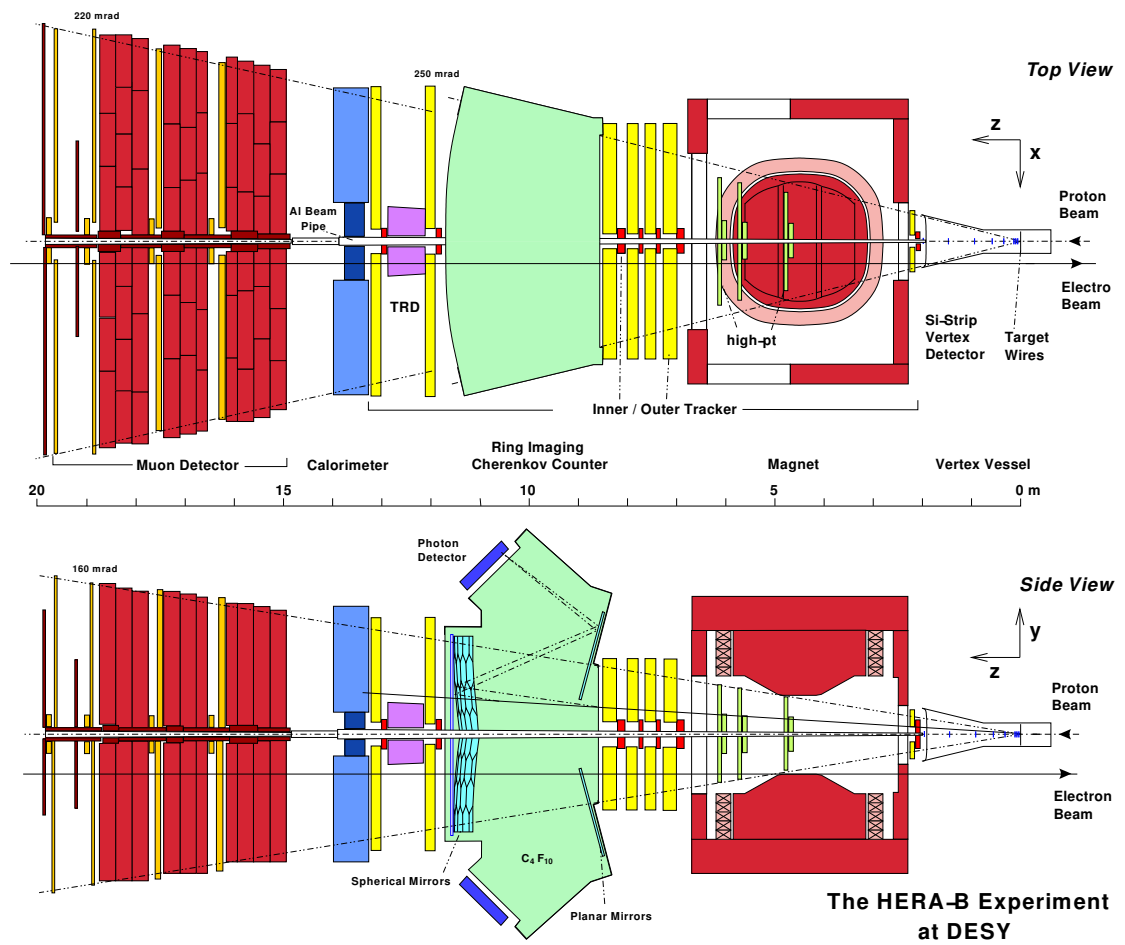 220 mrad
250 mrad
Top View
z
x
Proton
Beam
Al Beam
Pipe
Electro
Beam
TRD
Si-Strip
Vertex
Detector
Target
Wires
high-pt
Inner / Outer Tracker
Muon Detector
Calorimeter
Ring Imaging
Cherenkov Counter
Magnet
Vertex Vessel
20 15 10 5 0 m
Photon
Detector
160 mrad
Side View
y
z
Proton
Beam
Electron
Beam
C4 F10
Spherical Mirrors
Planar Mirrors
The HERA-B Experiment
at DESY